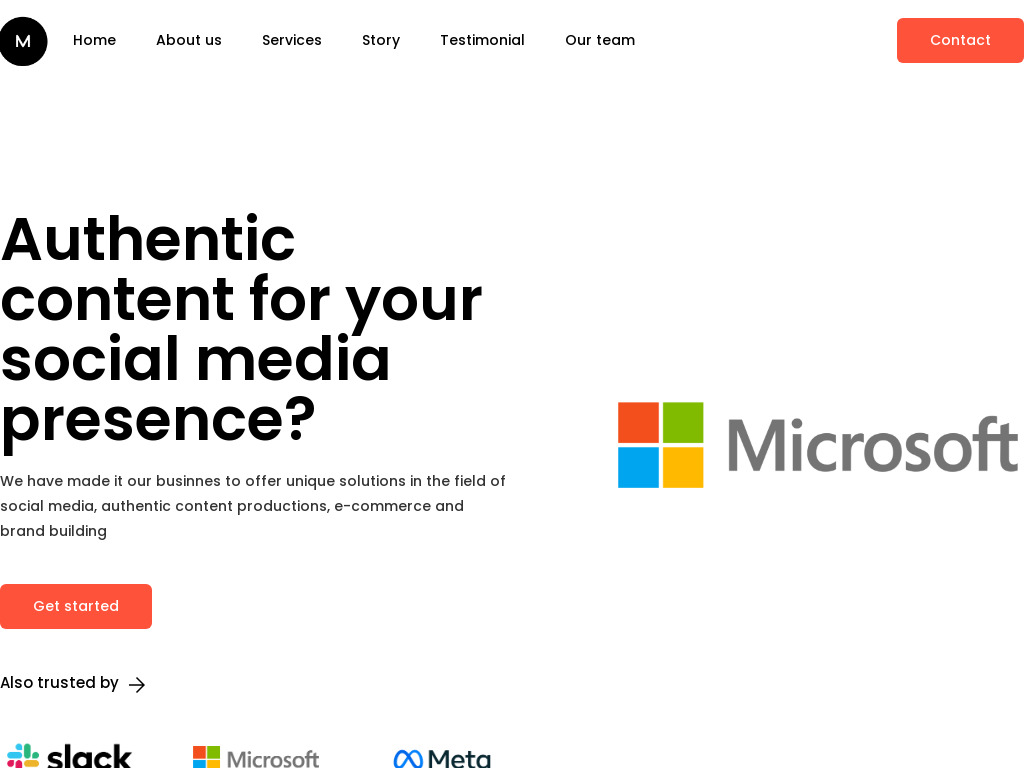 M
Home
About us
Services
Story
Testimonial
Our team
Contact
Authentic
content for your
social media
presence?
We have made it our businnes to offer unique solutions in the field of
social media, authentic content productions, e-commerce and
brand building
Microsoft
Get started
Also trusted by
slack
Microsoft
Meta